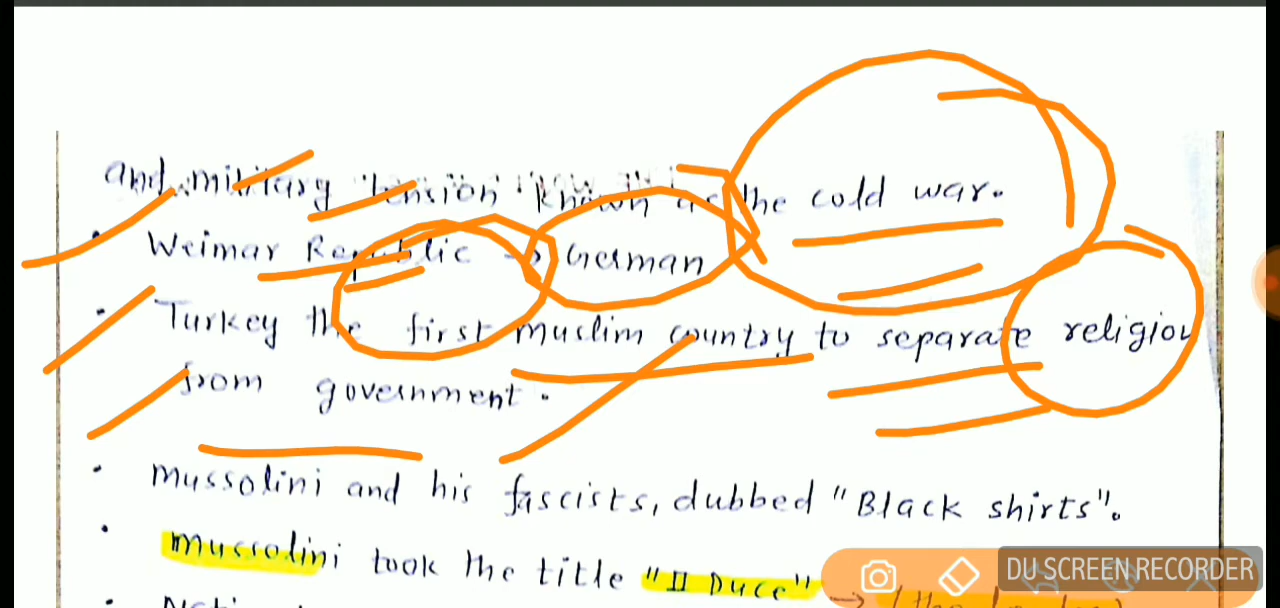 and military tension known as the cold war.
• Weimar Republic → German
• Turkey the first muslim country to separate religion
from government.
• Mussolini and his fascists, dubbed "Black shirts".
• Mussolini took the title "Il Duce" →
DU SCREEN RECORDER